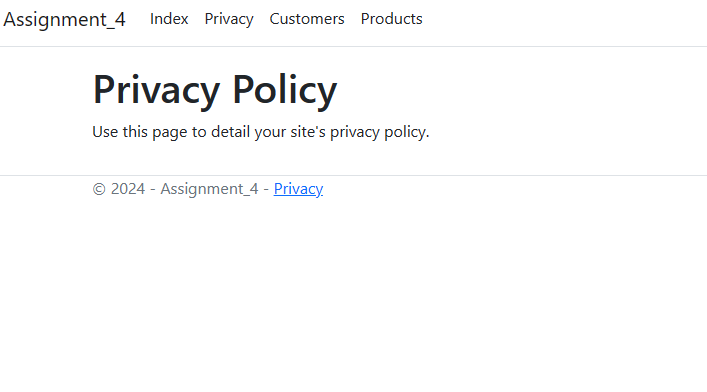 Assignment_4 Index Privacy Customers Products
Privacy Policy
Use this page to detail your site's privacy policy.
© 2024 - Assignment_4 - Privacy